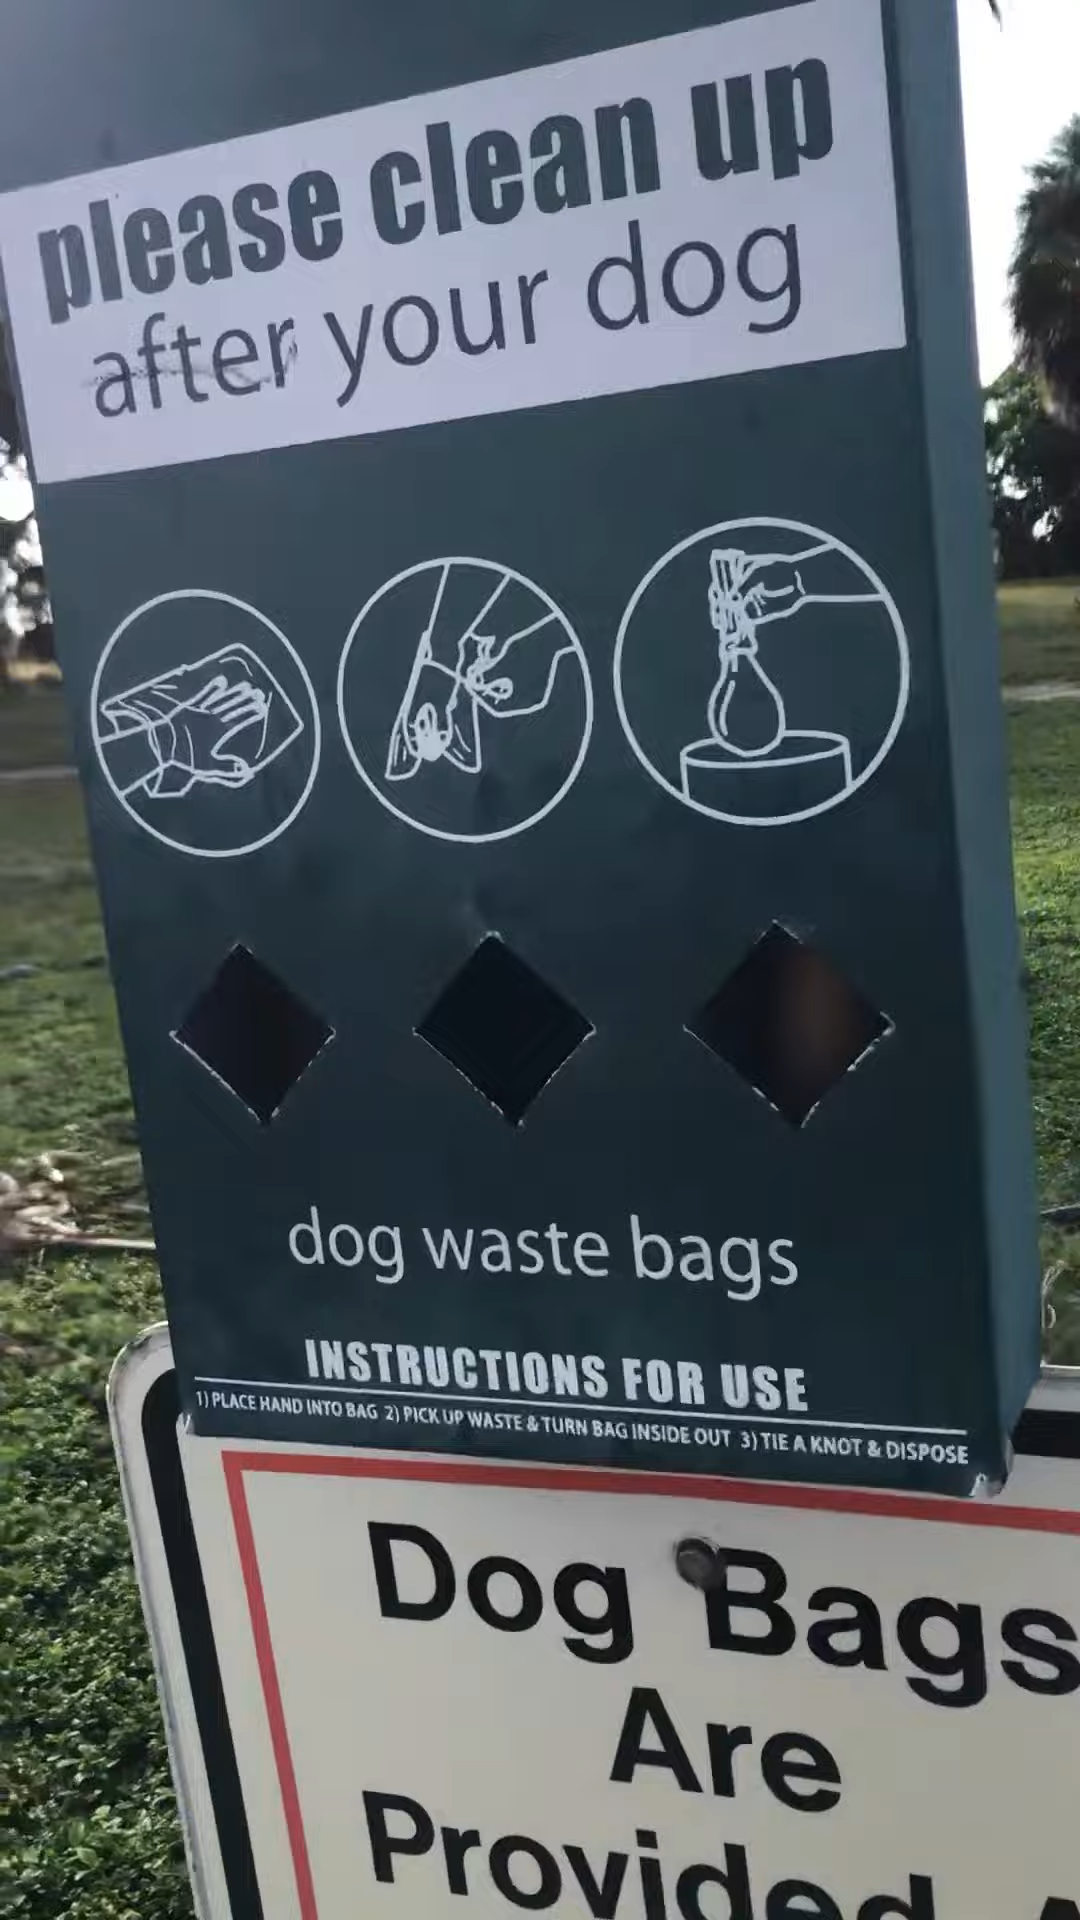 please clean up
after your dog
dog waste bags
INSTRUCTIONS FOR USE
1) PLACE HAND INTO BAG 2) PICK UP WASTE & TURN BAG INSIDE OUT 3) TIE A KNOT & DISPOSE
Dog Bags
Are
Provided